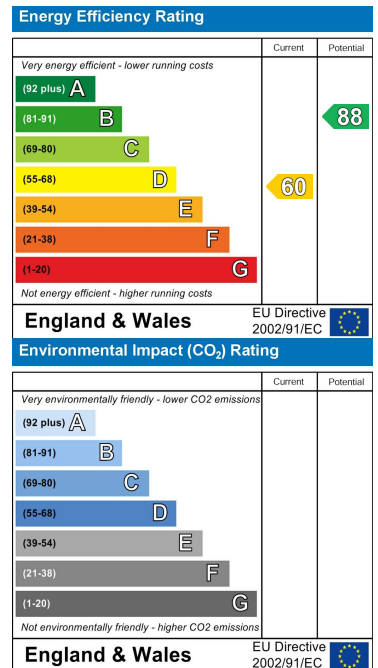 Energy Efficiency Rating
Current Potential
Very energy efficient - lower running costs
(92 plus) A
(81-91) B
88
(69-80) C
(55-68) D
60
(39-54) E
(21-38) F
(1-20) G
Not energy efficient - higher running costs
England & Wales
EU Directive
2002/91/EC
Environmental Impact (CO₂) Rating
Current Potential
Very environmentally friendly - lower CO2 emissions
(92 plus) A
(81-91) B
(69-80) C
(55-68) D
(39-54) E
(21-38) F
(1-20) G
Not environmentally friendly - higher CO2 emissions
England & Wales
EU Directive
2002/91/EC